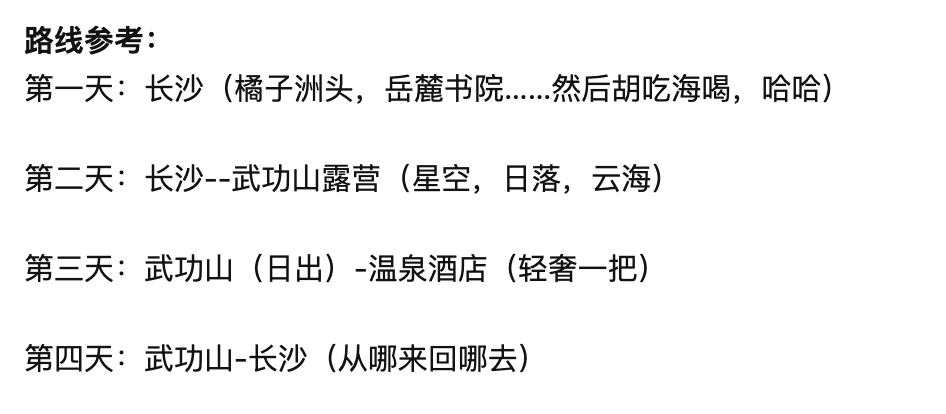 路线参考：
第一天：长沙（橘子洲头，岳麓书院......然后胡吃海喝，哈哈）
第二天：长沙--武功山露营（星空，日落，云海）
第三天：武功山（日出）-温泉酒店（轻奢一把）
第四天：武功山-长沙（从哪来回哪去）